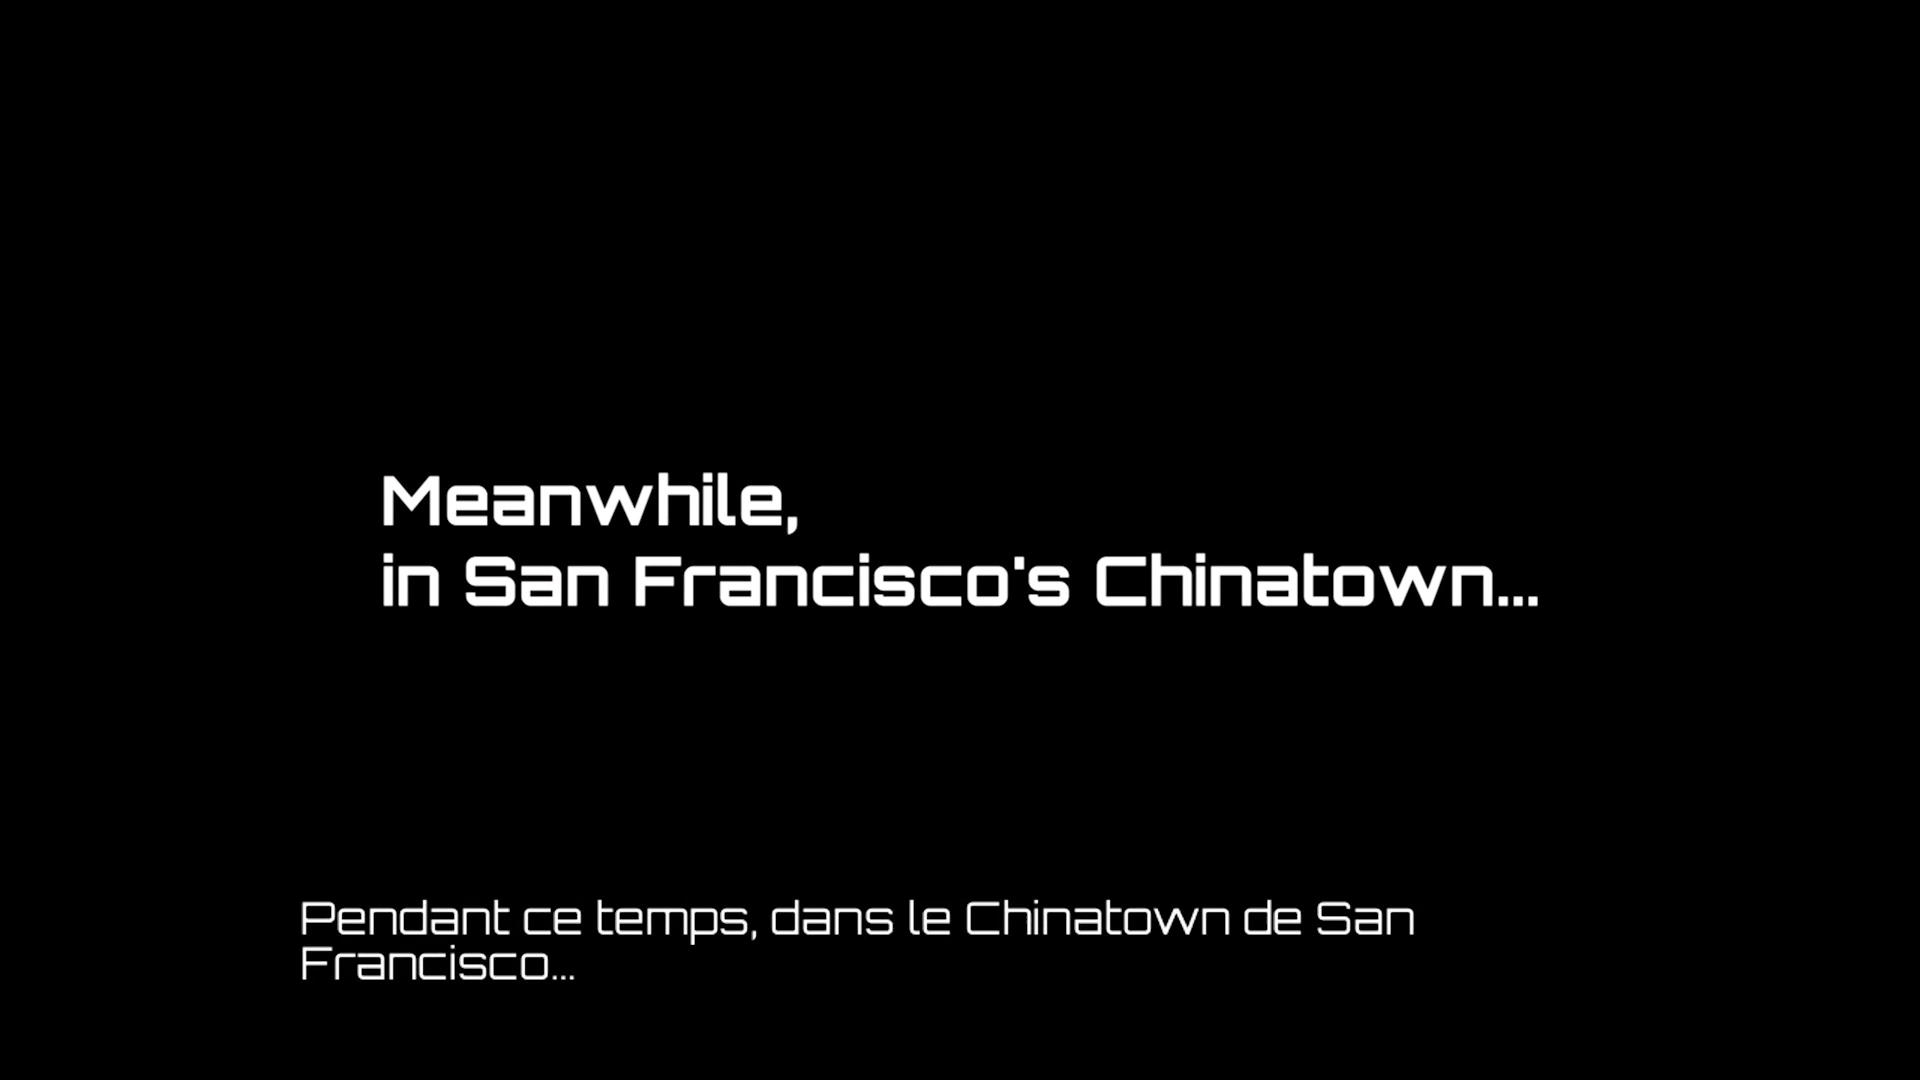 Meanwhile,
in San Francisco's Chinatown...
Pendant ce temps, dans le Chinatown de San
Francisco...